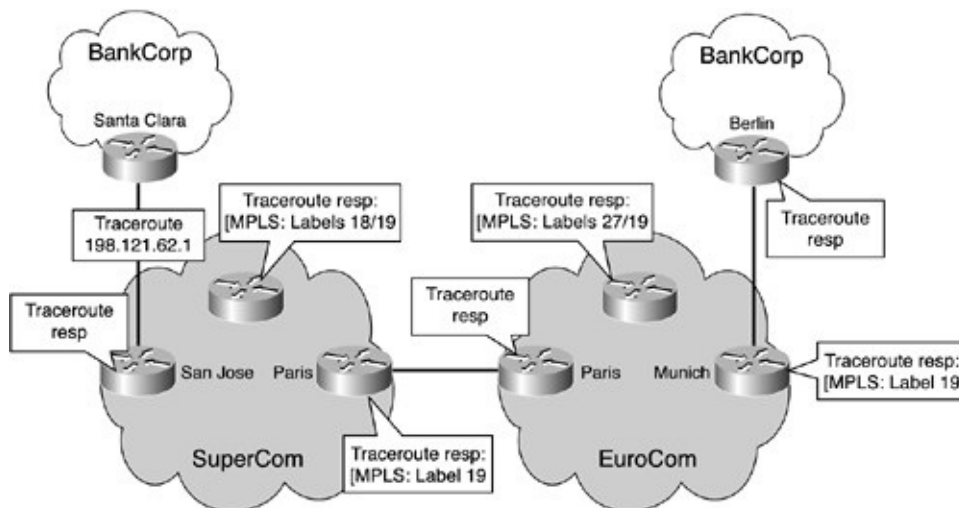 BankCorp
Santa Clara
BankCorp
Berlin
Traceroute
198.121.62.1
Traceroute resp:
[MPLS: Labels 18/19
Traceroute resp:
[MPLS: Labels 27/19
Traceroute
resp
Traceroute
resp
Traceroute
resp
San Jose
Paris
Paris
Munich
Traceroute resp:
[MPLS: Label 19
SuperCom
Traceroute resp:
[MPLS: Label 19
EuroCom